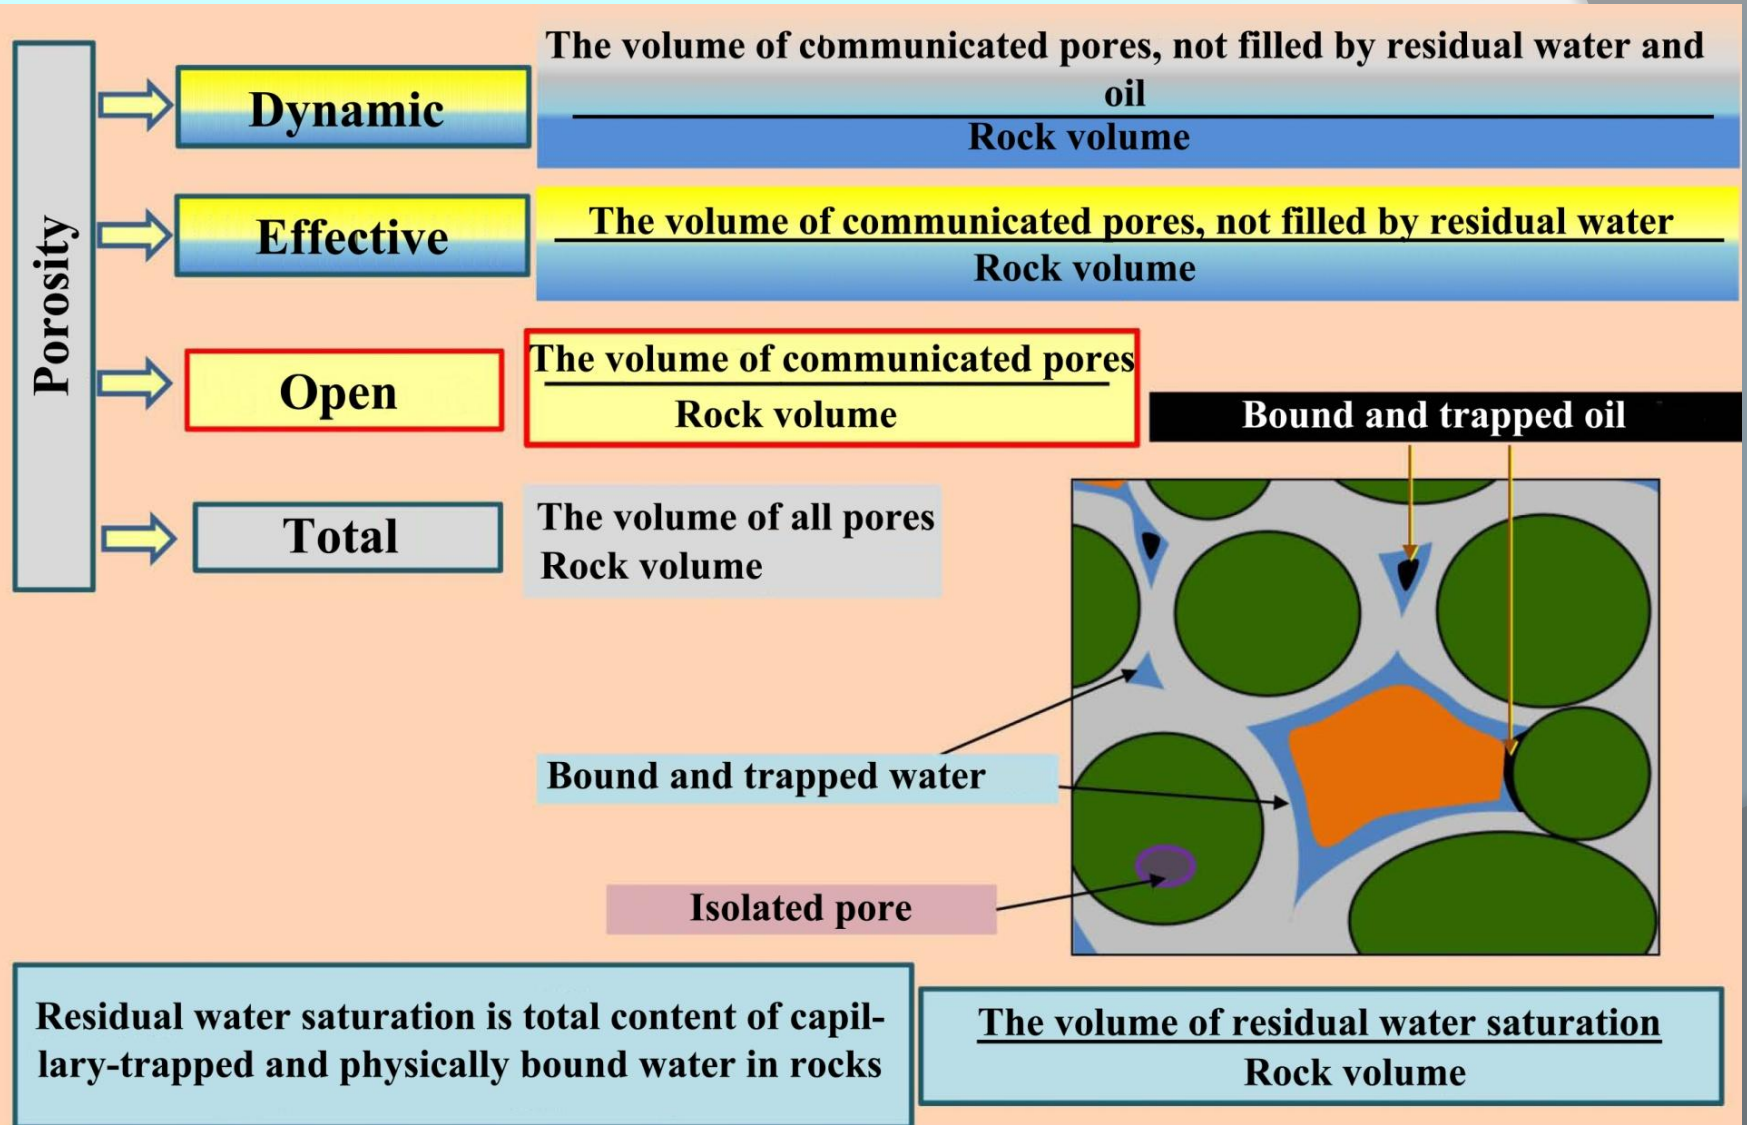 Porosity
Dynamic
The volume of communicated pores, not filled by residual water and
oil
Rock volume
Effective
The volume of communicated pores, not filled by residual water
Rock volume
Open
The volume of communicated pores
Rock volume
Total
The volume of all pores
Rock volume
Bound and trapped oil
Bound and trapped water
Isolated pore
Residual water saturation is total content of capil-
lary-trapped and physically bound water in rocks
The volume of residual water saturation
Rock volume